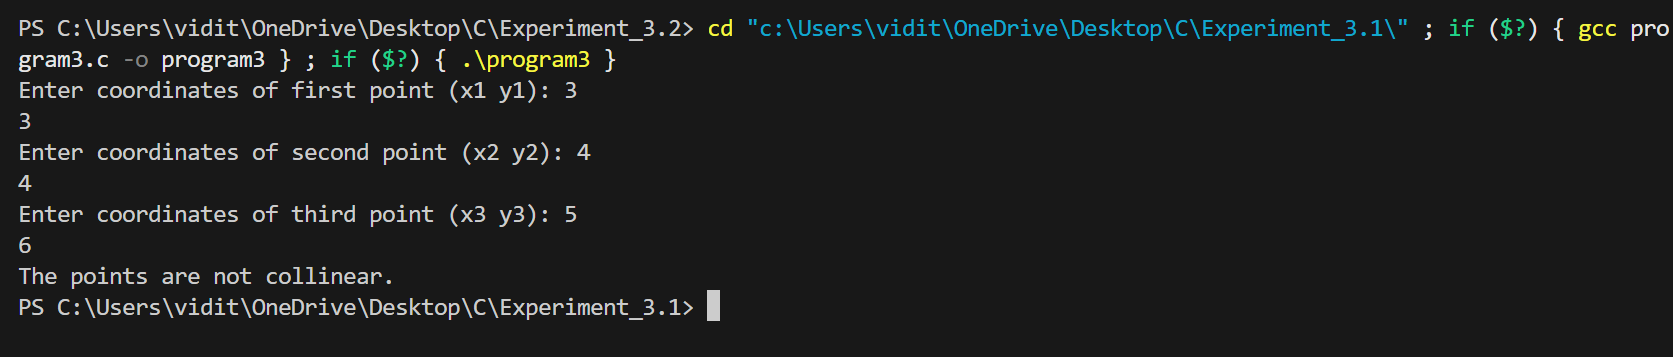 PS C:\Users\vidit\OneDrive\Desktop\C\Experiment_3.2> cd "c:\Users\vidit\OneDrive\Desktop\C\Experiment_3.1\" ; if ($?) { gcc pro
gram3.c -o program3 } ; if ($?) { .\program3 }
Enter coordinates of first point (x1 y1): 3
3
Enter coordinates of second point (x2 y2): 4
4
Enter coordinates of third point (x3 y3): 5
6
The points are not collinear.
PS C:\Users\vidit\OneDrive\Desktop\C\Experiment_3.1>